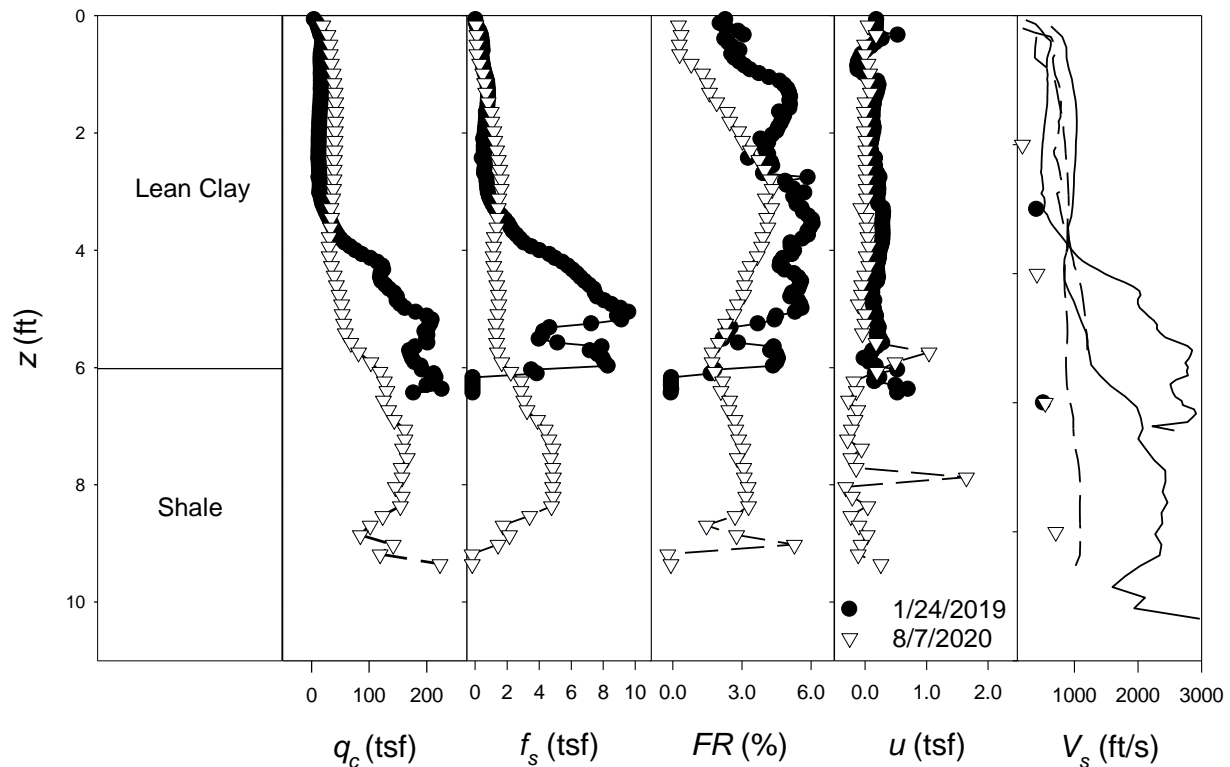 0
2
4
6
8
10
z (ft)
Lean Clay
Shale
1/24/2019
8/7/2020
0 100 200
0 2 4 6 8 10
0.0 3.0 6.0
0.0 1.0 2.0
1000 2000 3000
qc (tsf)
fs (tsf)
FR (%)
u (tsf)
Vs (ft/s)